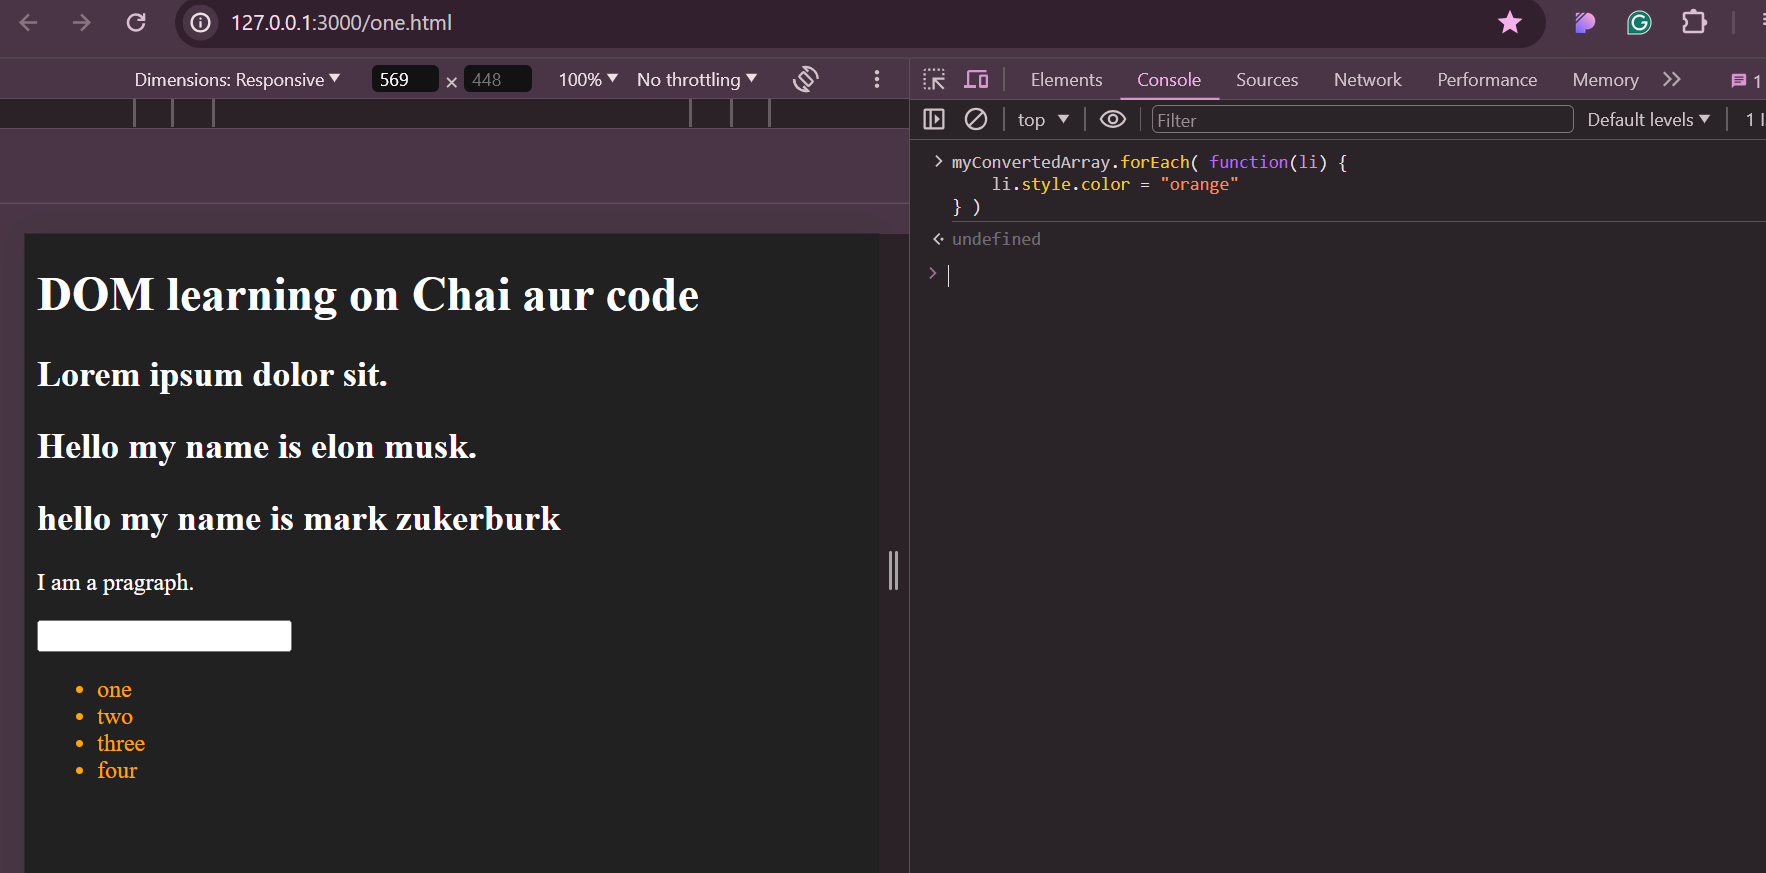 127.0.0.1:3000/one.html
Dimensions: Responsive 569 × 448 100% No throttling
Elements Console Sources Network Performance Memory 1
top Filter Default levels 1
myConvertedArray.forEach( function(li) {
li.style.color = "orange"
} )
undefined
DOM learning on Chai aur code
Lorem ipsum dolor sit.
Hello my name is elon musk.
hello my name is mark zukerburk
I am a pragraph.
one
two
three
four